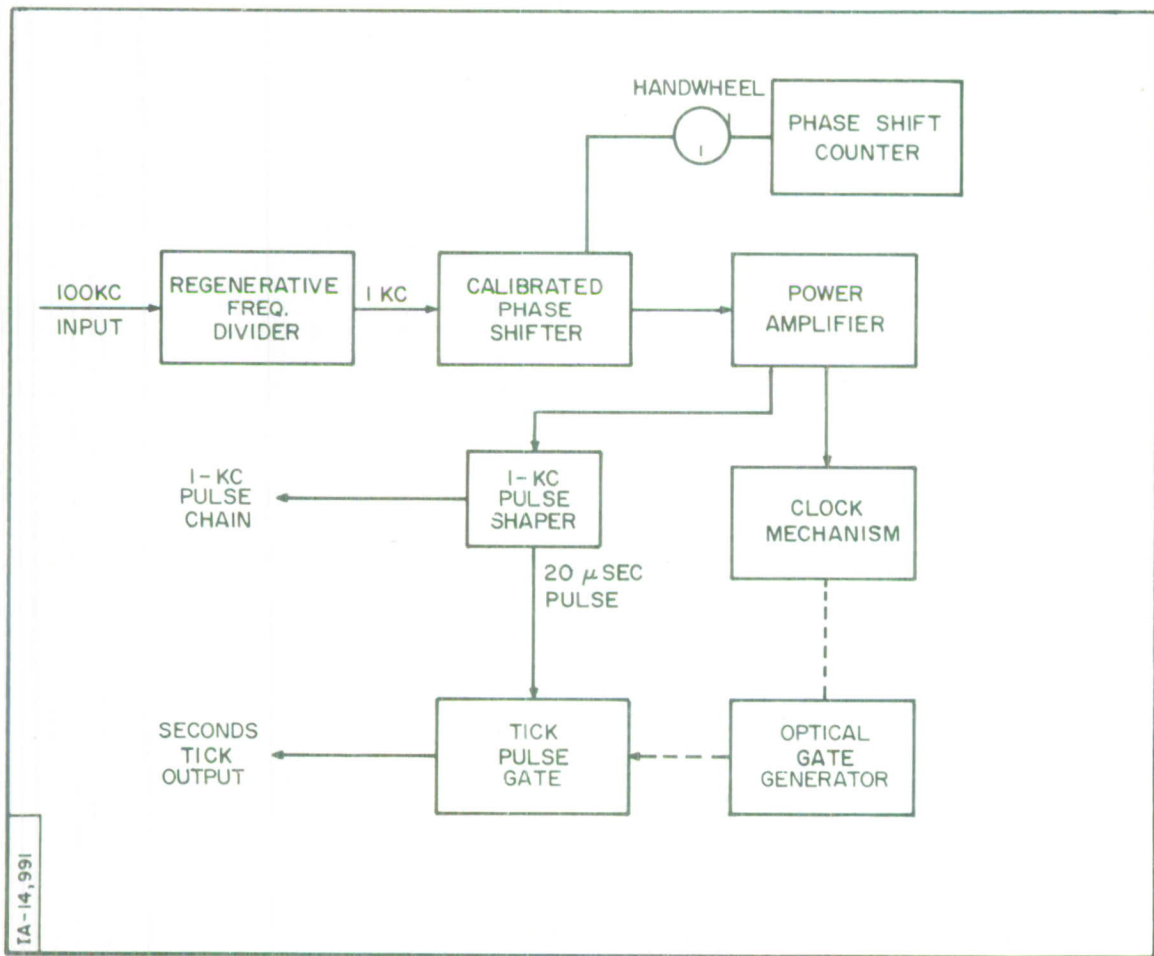 HANDWHEEL
PHASE SHIFT
COUNTER
100KC
INPUT
REGENERATIVE
FREQ.
DIVIDER
1 KC
CALIBRATED
PHASE
SHIFTER
POWER
AMPLIFIER
1-KC
PULSE
CHAIN
1-KC
PULSE
SHAPER
CLOCK
MECHANISM
20 μSEC
PULSE
SECONDS
TICK
OUTPUT
TICK
PULSE
GATE
OPTICAL
GATE
GENERATOR
IA-14,991